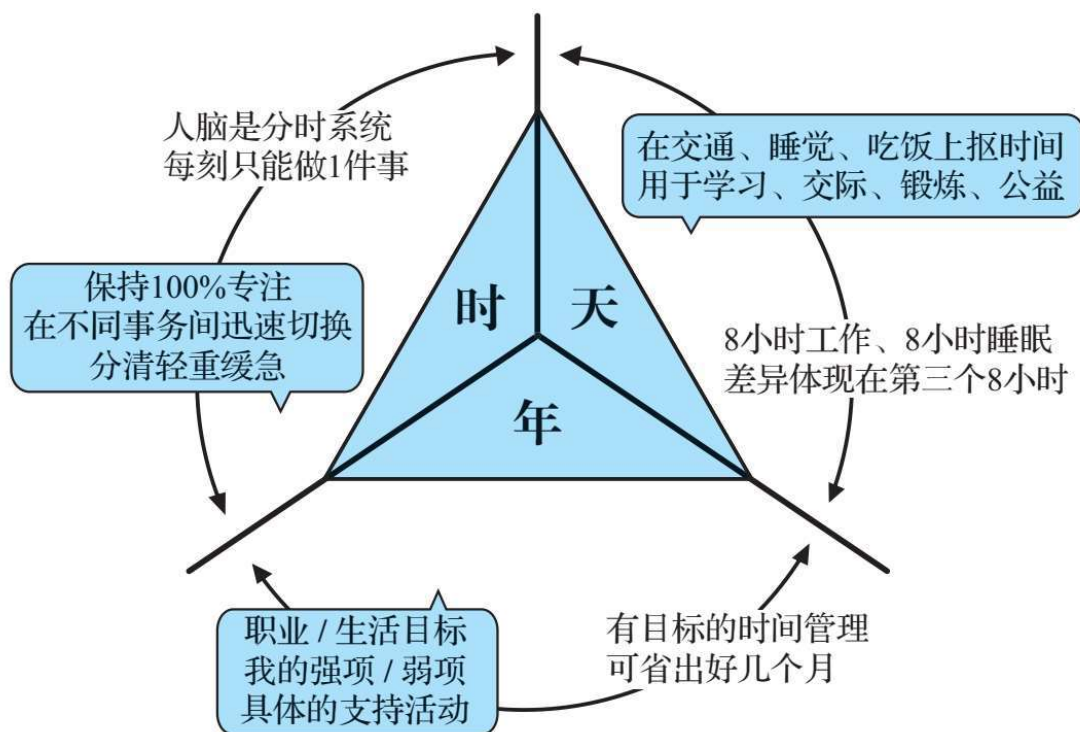 人脑是分时系统
每刻只能做1件事
在交通、睡觉、吃饭上抠时间
用于学习、交际、锻炼、公益
保持100%专注
在不同事务间迅速切换
分清轻重缓急
时
天
年
8小时工作、8小时睡眠
差异体现在第三个8小时
职业 / 生活目标
我的强项 / 弱项
具体的支持活动
有目标的时间管理
可省出好几个月